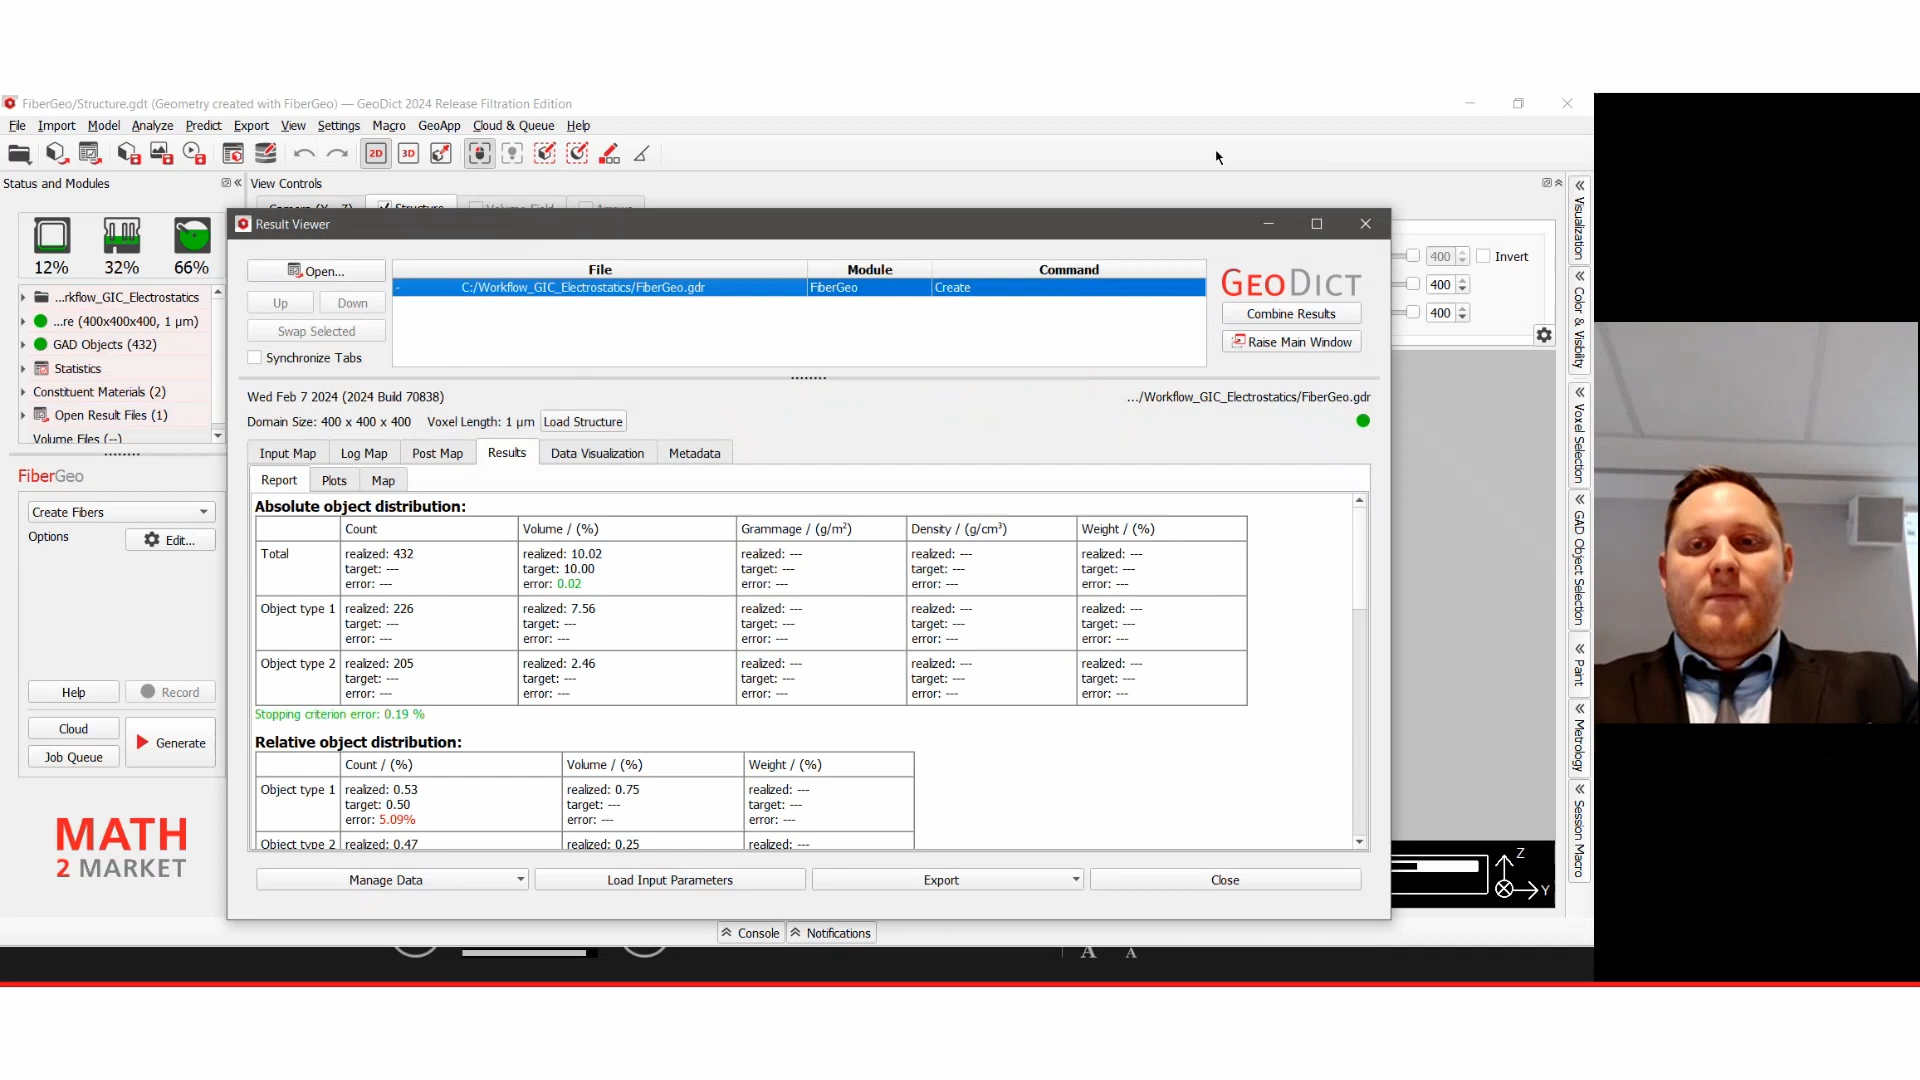 FiberGeo/Structure.gdt (Geometry created with FiberGeo) — GeoDict 2024 Release Filtration Edition
File Import Model Analyze Predict Export View Settings Macro GeoApp Cloud & Queue Help
2D 3D
Status and Modules
View Controls
Structure
Result Viewer
12% 32% 66%
...rkflow_GIC_Electrostatics
...re (400x400x400, 1 µm)
GAD Objects (432)
Statistics
Constituent Materials (2)
Open Result Files (1)
Volume Files (--)
FiberGeo
Create Fibers
Options
Edit...
Help
Record
Cloud
Job Queue
Generate
MATH
2 MARKET
Open...
Up
Down
Swap Selected
Synchronize Tabs
File Module Command
- C:/Workflow_GIC_Electrostatics/FiberGeo.gdr FiberGeo Create
GEODICT
Combine Results
Raise Main Window
Wed Feb 7 2024 (2024 Build 70838)
.../Workflow_GIC_Electrostatics/FiberGeo.gdr
Domain Size: 400 x 400 x 400 Voxel Length: 1 µm Load Structure
Input Map Log Map Post Map Results Data Visualization Metadata
Report Plots Map
Absolute object distribution:
Count Volume / (%) Grammage / (g/m²) Density / (g/cm³) Weight / (%)
Total
realized: 432 realized: 10.02 realized: --- realized: --- realized: ---
target: --- target: 10.00 target: --- target: --- target: ---
error: --- error: 0.02 error: --- error: --- error: ---
Object type 1
realized: 226 realized: 7.56 realized: --- realized: --- realized: ---
target: --- target: --- target: --- target: --- target: ---
error: --- error: --- error: --- error: --- error: ---
Object type 2
realized: 205 realized: 2.46 realized: --- realized: --- realized: ---
target: --- target: --- target: --- target: --- target: ---
error: --- error: --- error: --- error: --- error: ---
Stopping criterion error: 0.19 %
Relative object distribution:
Count / (%) Volume / (%) Weight / (%)
Object type 1
realized: 0.53 realized: 0.75 realized: ---
target: 0.50 target: --- target: ---
error: 5.09% error: --- error: ---
Object type 2 realized: 0.47 realized: 0.25 realized: ---
Manage Data
Load Input Parameters
Export
Close
400
Invert
400
400
Visualization
Color & Visibility
Voxel Selection
GAD Object Selection
Paint
Metrology
Session Macro
Z
Y
Console
Notifications
A A